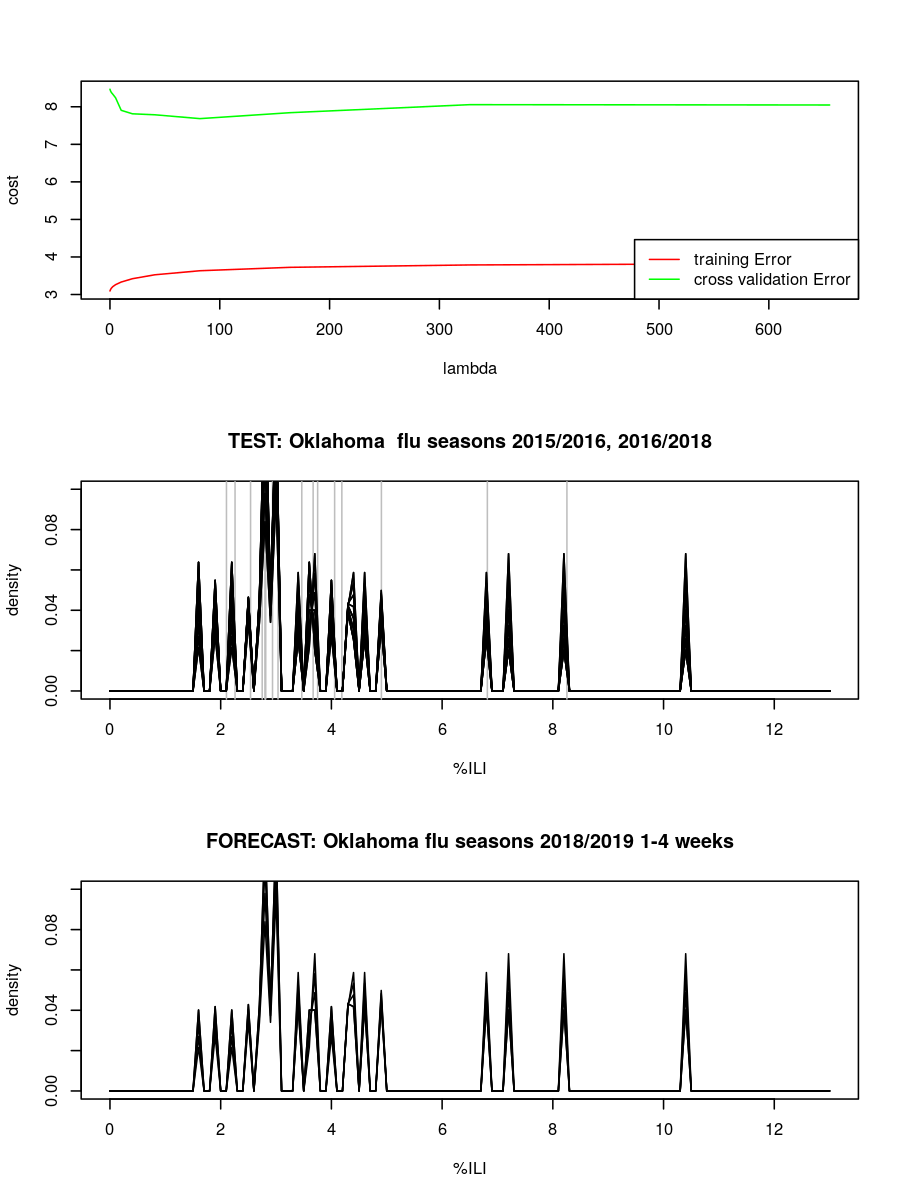 8
7
6
5
4
3
cost
training Error
cross validation Error
0 100 200 300 400 500 600
lambda
TEST: Oklahoma  flu seasons 2015/2016, 2016/2018
0.08
0.04
0.00
density
0 2 4 6 8 10 12
%ILI
FORECAST: Oklahoma flu seasons 2018/2019 1-4 weeks
0.08
0.04
0.00
density
0 2 4 6 8 10 12
%ILI